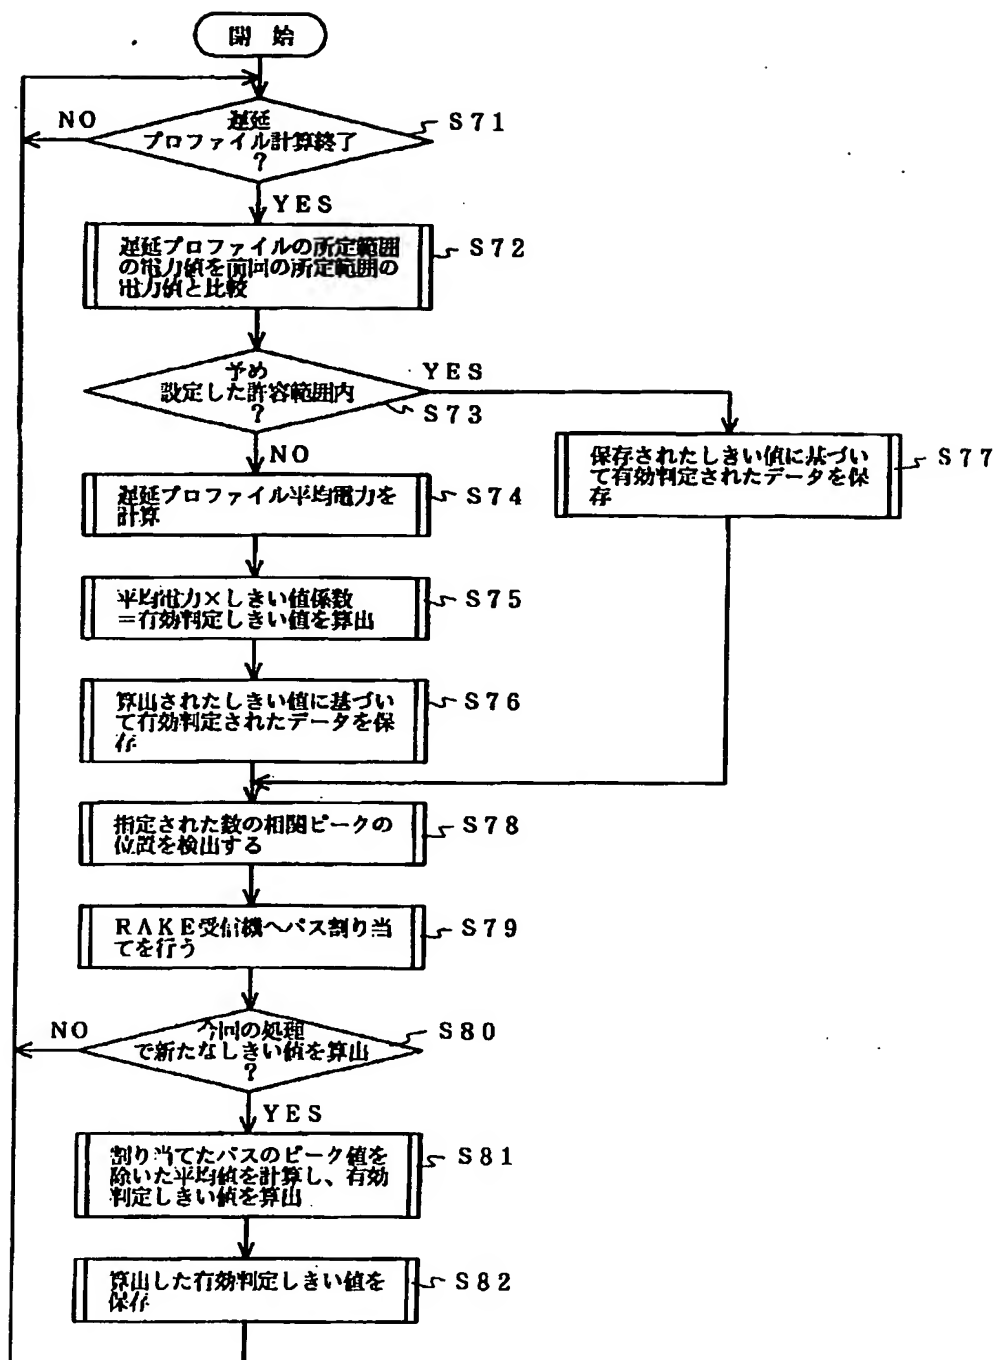 開 始
遅延
プロファイル計算終了
?
S71
NO
YES
遅延プロファイルの所定範囲
の電力値を前回の所定範囲の
電力値と比較
S72
予め
設定した許容範囲内
?
YES
S73
NO
保存されたしきい値に基づい
て有効判定されたデータを保
存
S77
遅延プロファイル平均電力を
計算
S74
平均電力×しきい値係数
=有効判定しきい値を算出
S75
算出されたしきい値に基づい
て有効判定されたデータを保
存
S76
指定された数の相関ピークの
位置を検出する
S78
RAKE受信機へパス割り当
てを行う
S79
今回の処理
で新たなしきい値を算出
?
S80
NO
YES
割り当てたパスのピーク値を
除いた平均値を計算し、有効
判定しきい値を算出
S81
算出した有効判定しきい値を
保存
S82